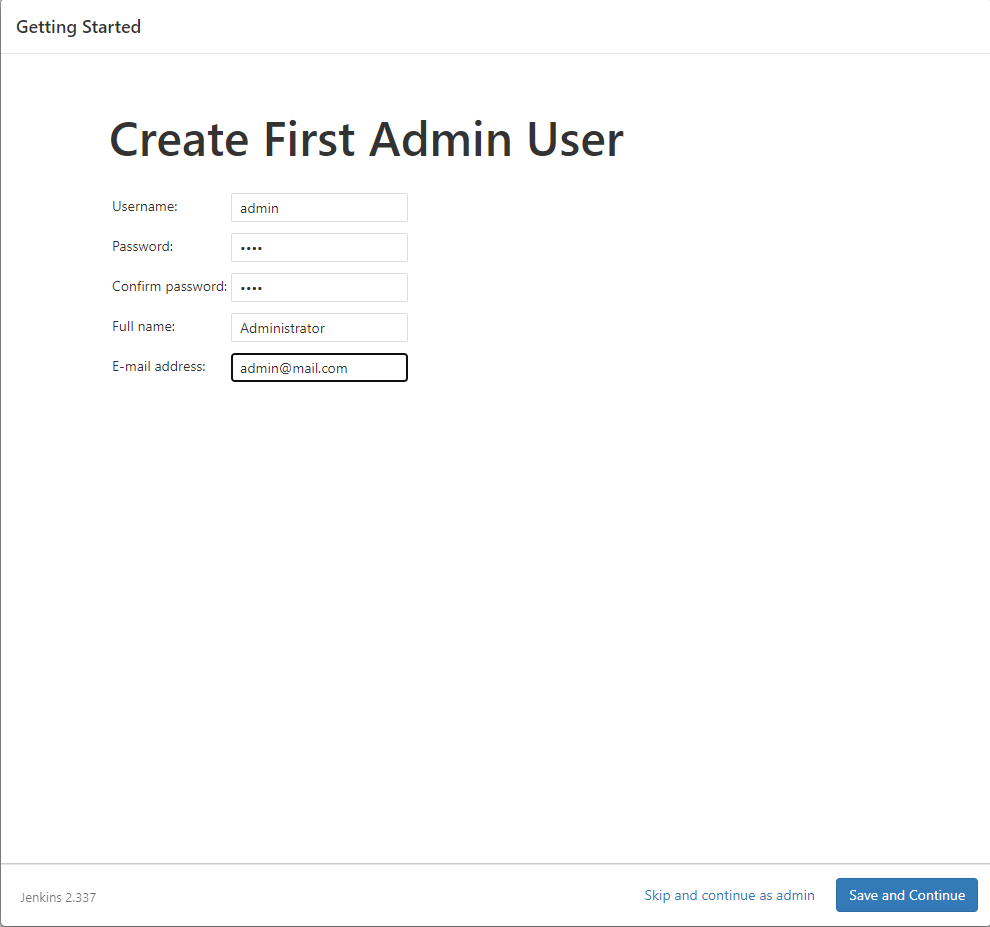 Getting Started
Create First Admin User
Username: admin
Password: ••••
Confirm password: ••••
Full name: Administrator
E-mail address: admin@mail.com
Jenkins 2.337 Skip and continue as admin Save and Continue